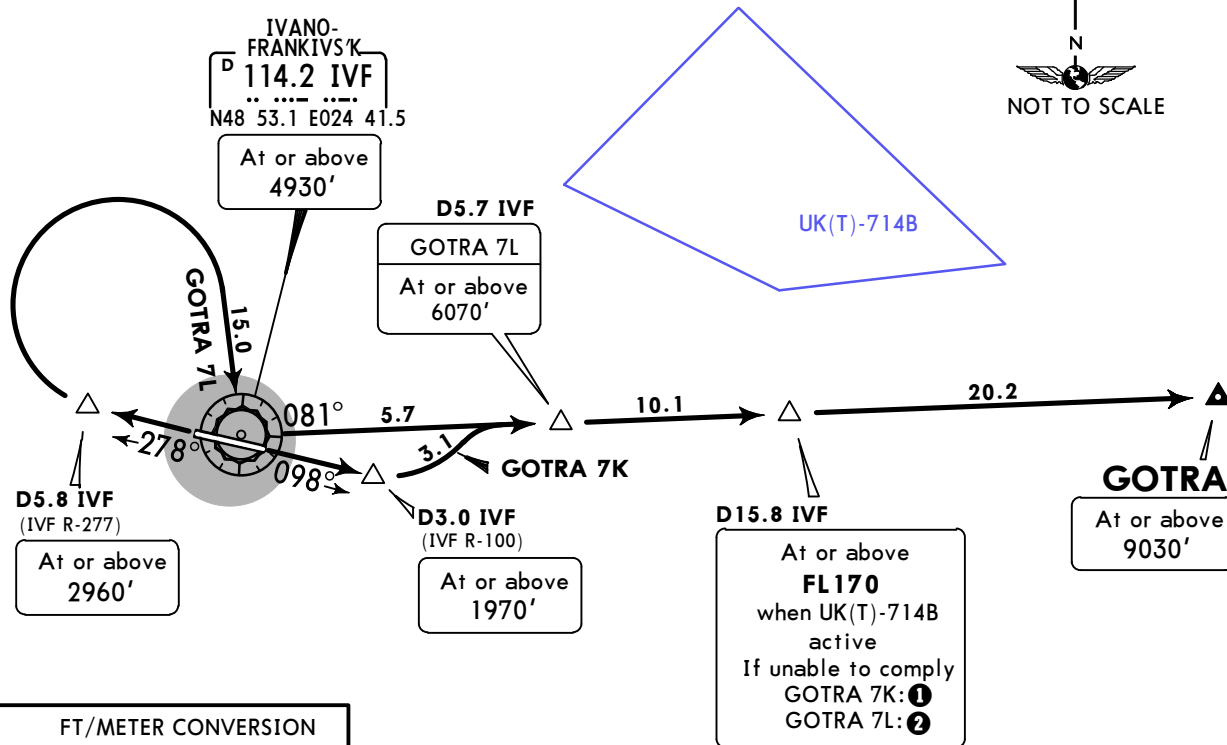 IVANO-
FRANKIVS'K
D 114.2 IVF
N48 53.1 E024 41.5
At or above
4930'
N
NOT TO SCALE
UK(T)-714B
D5.7 IVF
GOTRA 7L
At or above
6070'
GOTRA 7L
15.0
081°
5.7
10.1
20.2
278°
098°
3.1
GOTRA 7K
D5.8 IVF
(IVF R-277)
At or above
2960'
D3.0 IVF
(IVF R-100)
At or above
1970'
D15.8 IVF
At or above
FL170
when UK(T)-714B
active
If unable to comply
GOTRA 7K: 1
GOTRA 7L: 2
GOTRA
At or above
9030'
FT/METER CONVERSION